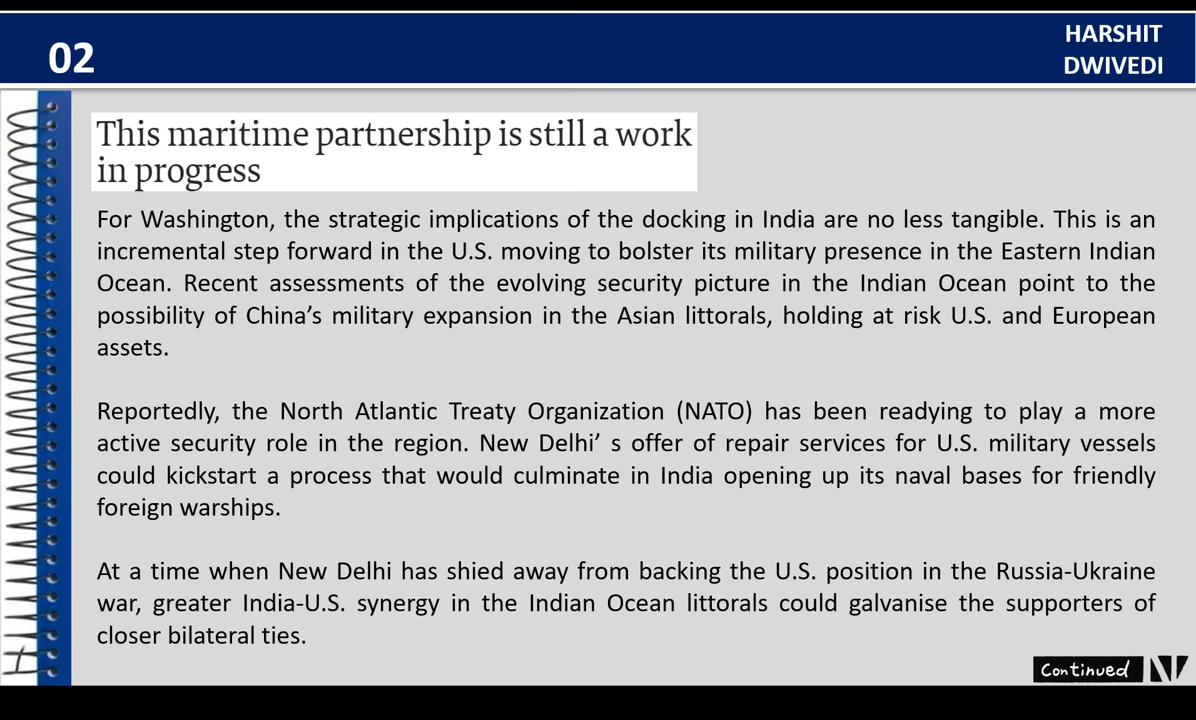 02
HARSHIT
DWIVEDI
This maritime partnership is still a work
in progress
For Washington, the strategic implications of the docking in India are no less tangible. This is an
incremental step forward in the U.S. moving to bolster its military presence in the Eastern Indian
Ocean. Recent assessments of the evolving security picture in the Indian Ocean point to the
possibility of China’s military expansion in the Asian littorals, holding at risk U.S. and European
assets.
Reportedly, the North Atlantic Treaty Organization (NATO) has been readying to play a more
active security role in the region. New Delhi’ s offer of repair services for U.S. military vessels
could kickstart a process that would culminate in India opening up its naval bases for friendly
foreign warships.
At a time when New Delhi has shied away from backing the U.S. position in the Russia-Ukraine
war, greater India-U.S. synergy in the Indian Ocean littorals could galvanise the supporters of
closer bilateral ties.
Continued